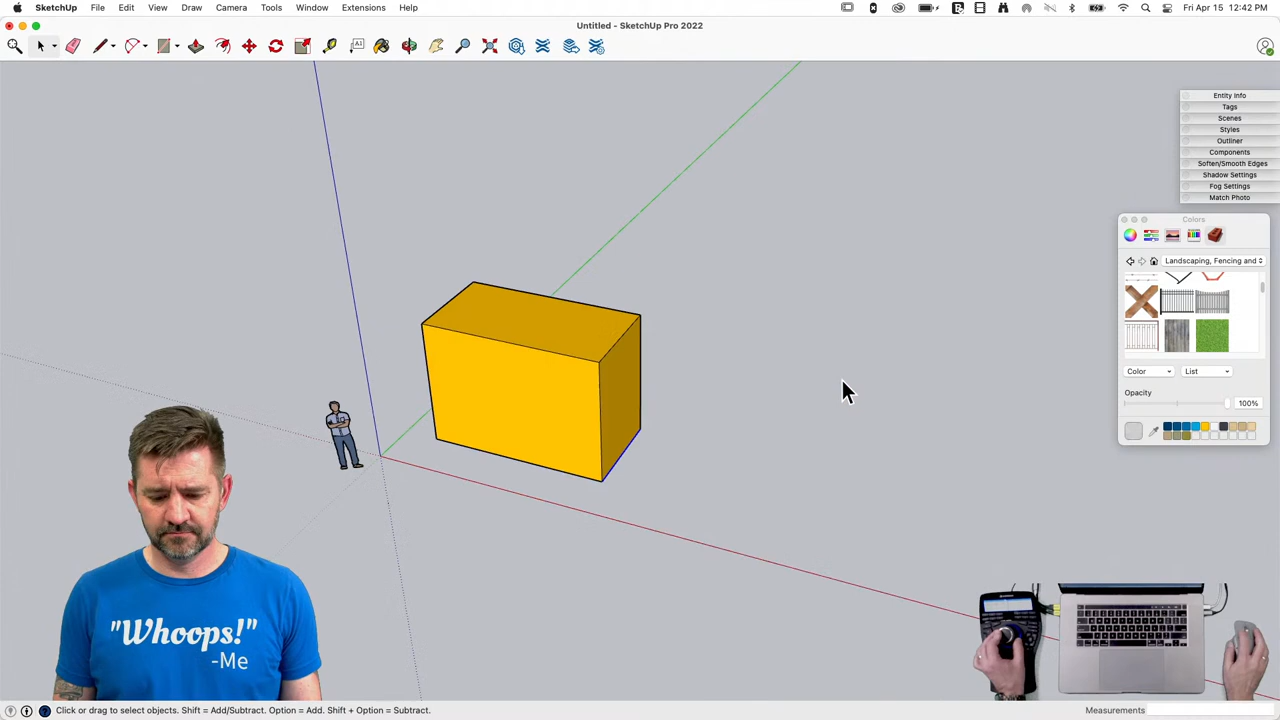 SketchUp File Edit View Draw Camera Tools Window Extensions Help Fri Apr 15 12:42 PM
Untitled - SketchUp Pro 2022
Entity Info
Tags
Scenes
Styles
Outliner
Components
Soften/Smooth Edges
Shadow Settings
Fog Settings
Match Photo
Colors
Landscaping, Fencing and
Color List
Opacity
100%
"Whoops!"
-Me
Click or drag to select objects. Shift = Add/Subtract. Option = Add. Shift + Option = Subtract. Measurements